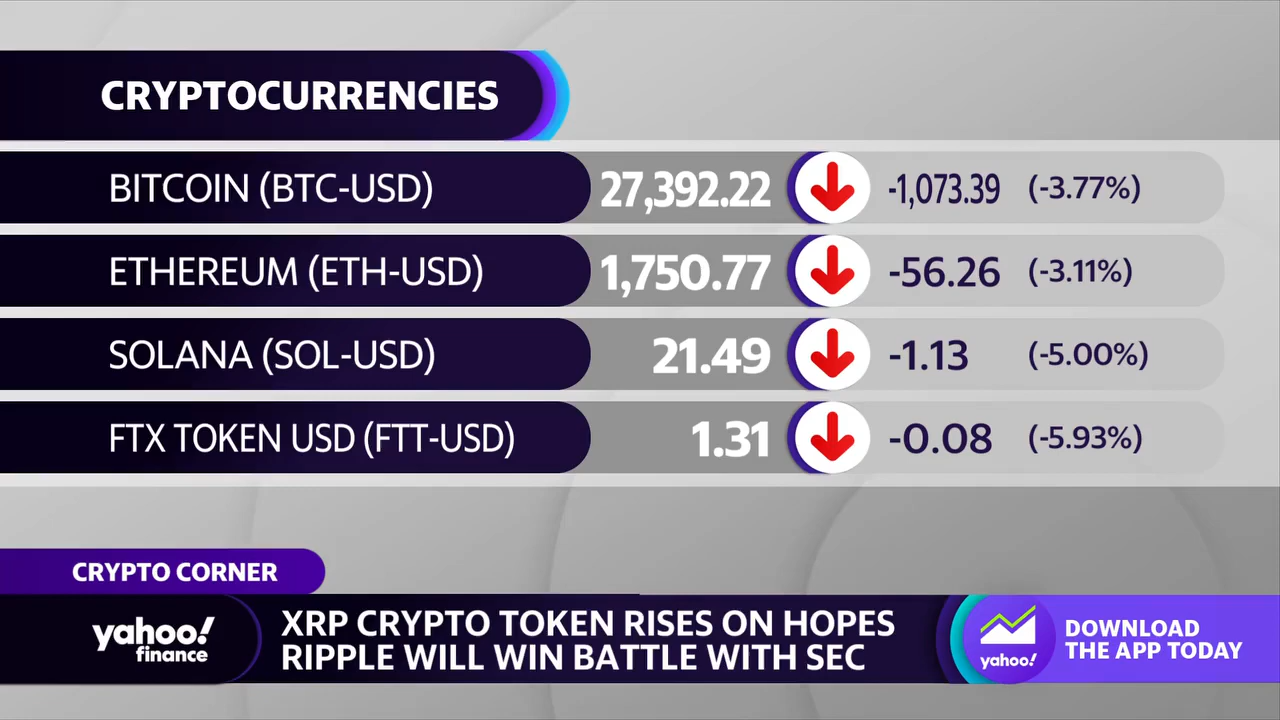 CRYPTOCURRENCIES
BITCOIN (BTC-USD) 27,392.22 -1,073.39 (-3.77%)
ETHEREUM (ETH-USD) 1,750.77 -56.26 (-3.11%)
SOLANA (SOL-USD) 21.49 -1.13 (-5.00%)
FTX TOKEN USD (FTT-USD) 1.31 -0.08 (-5.93%)
CRYPTO CORNER
yahoo!
finance
XRP CRYPTO TOKEN RISES ON HOPES
RIPPLE WILL WIN BATTLE WITH SEC
yahoo!
DOWNLOAD
THE APP TODAY